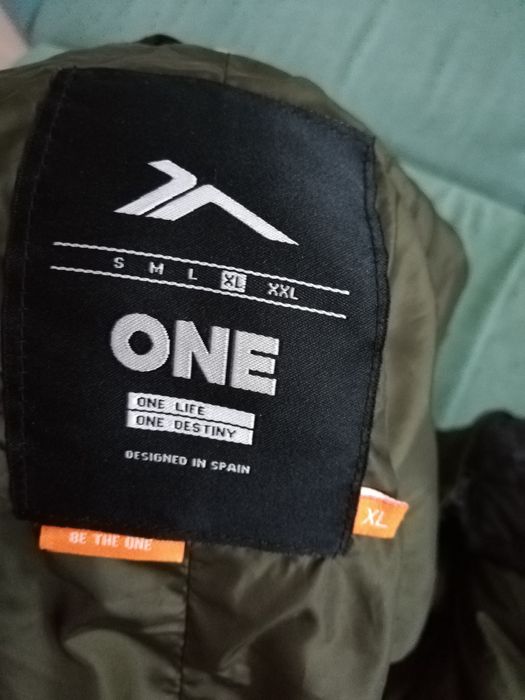 S M L XL XXL
ONE
ONE LIFE
ONE DESTINY
DESIGNED IN SPAIN
XL
BE THE ONE